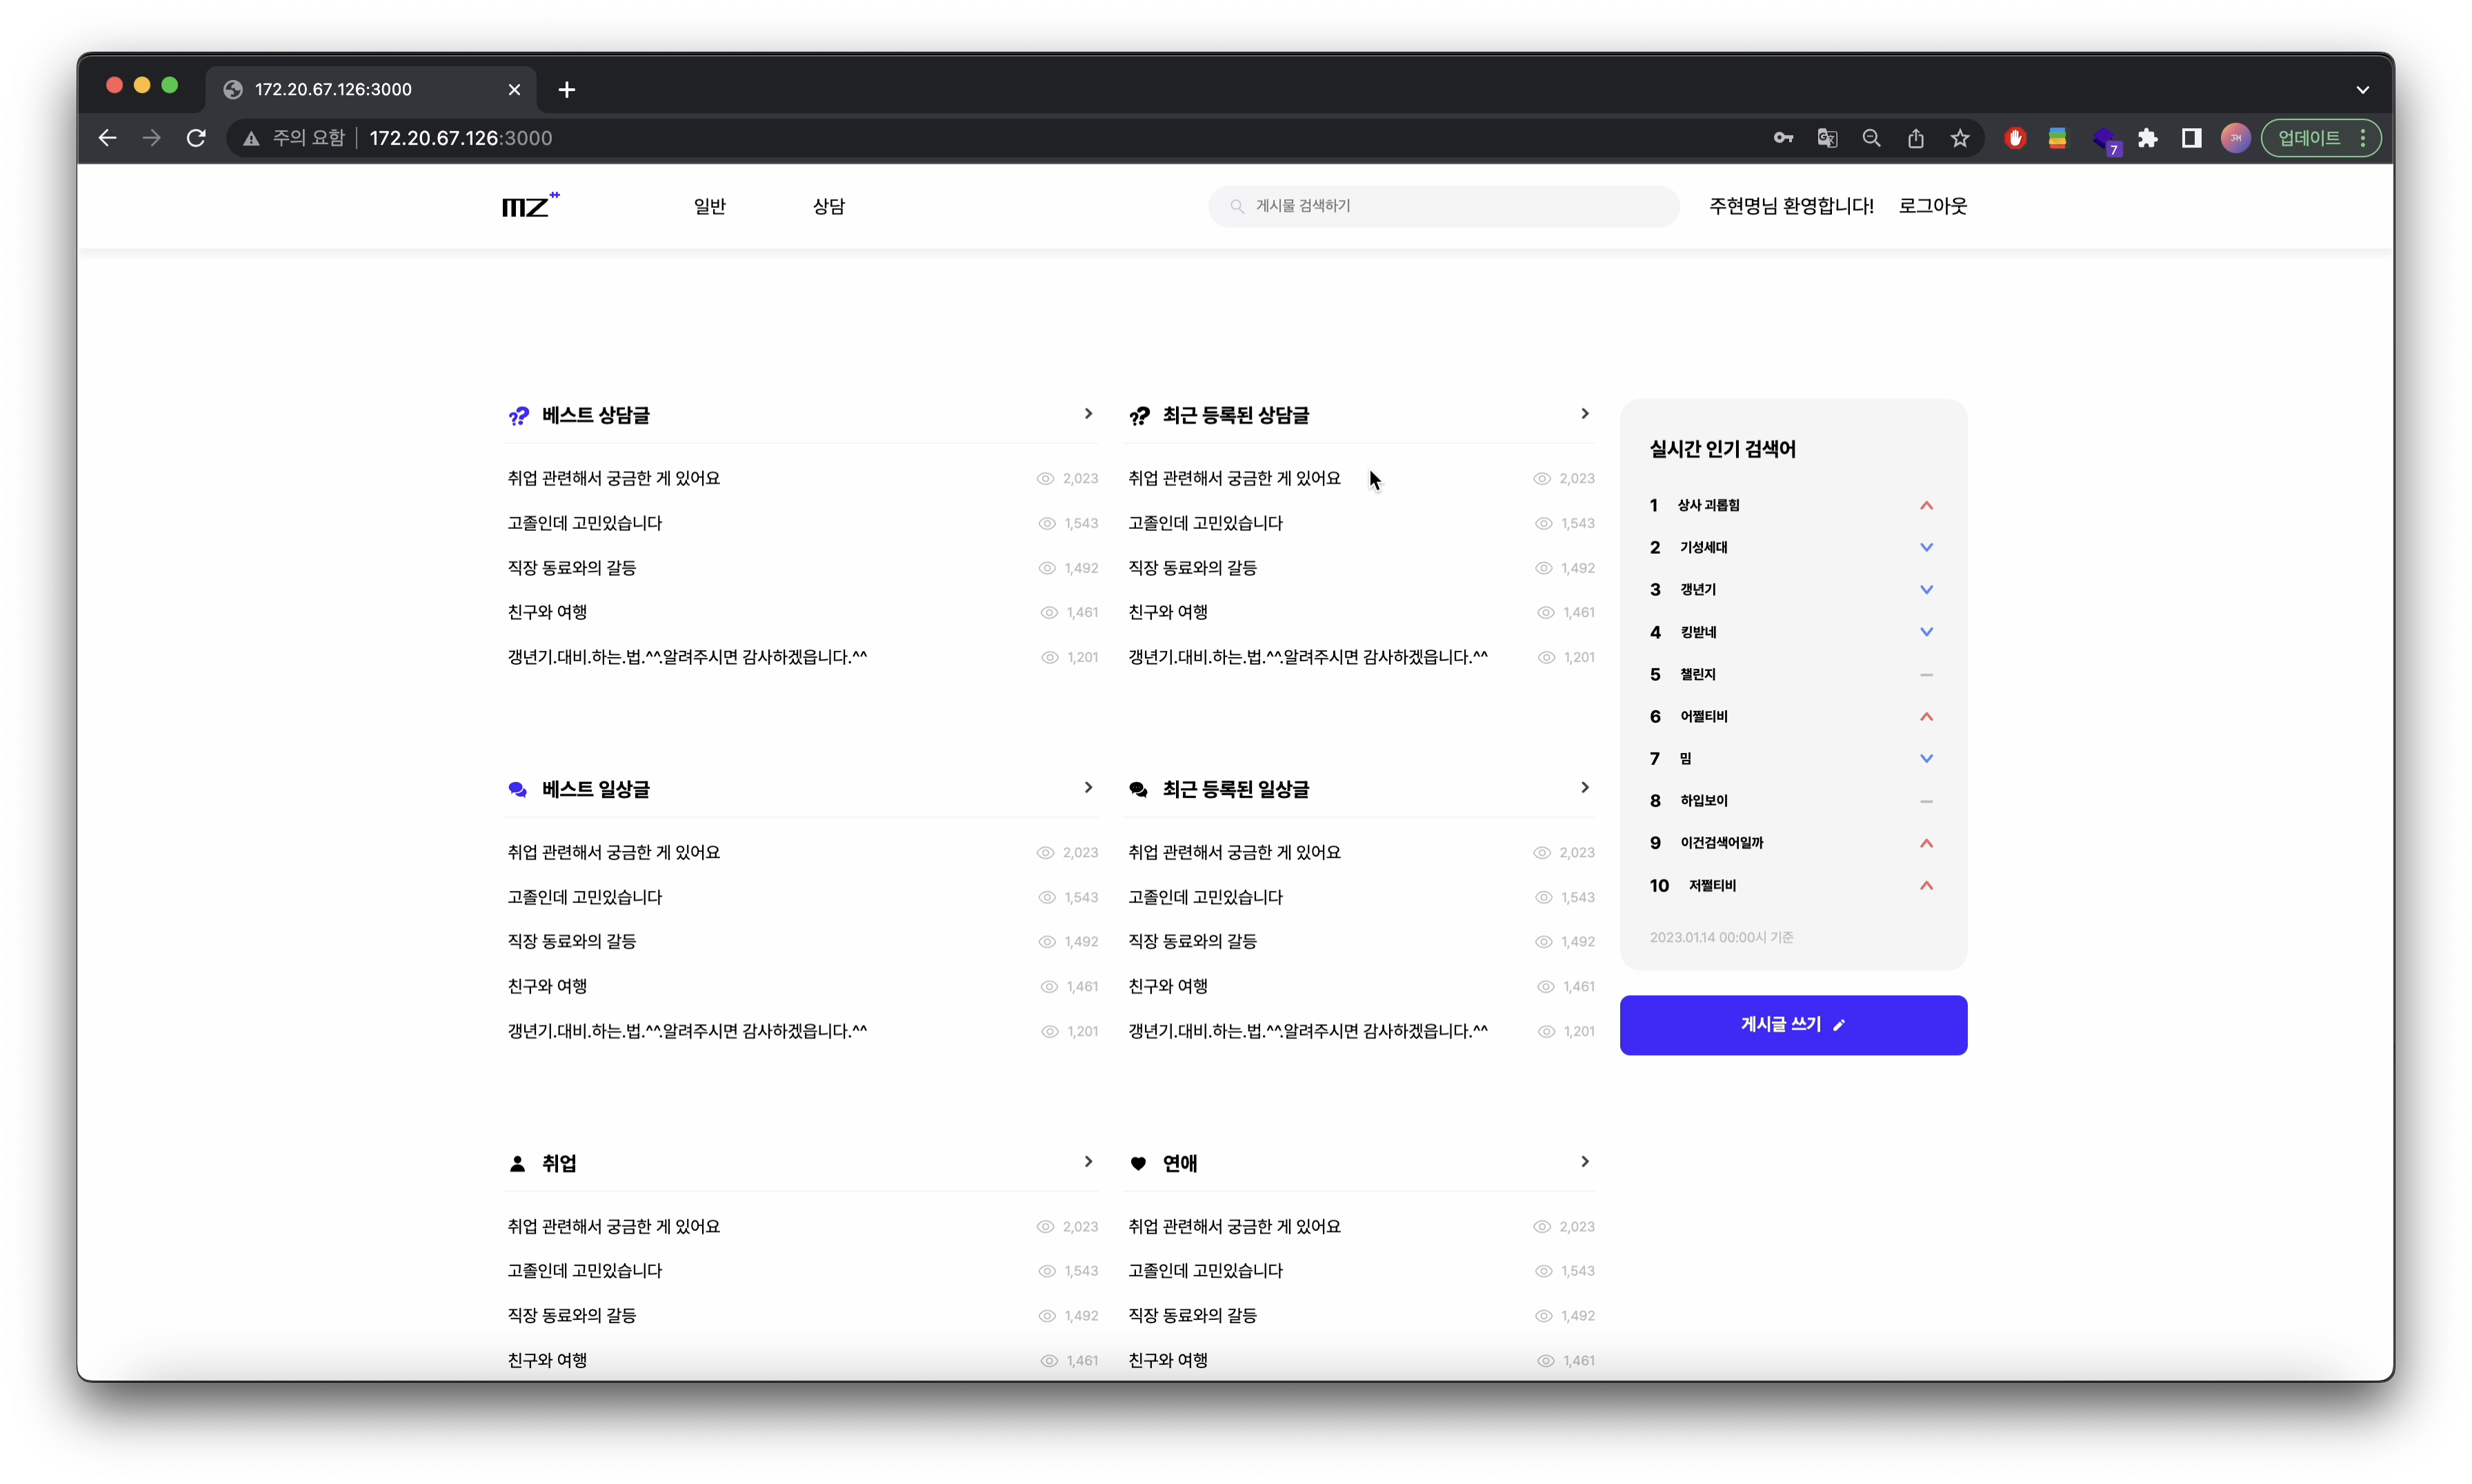 172.20.67.126:3000
주의 요함 172.20.67.126:3000
7
JH
업데이트
MZ
일반
상담
게시물 검색하기
주현명님 환영합니다!
로그아웃
베스트 상담글
취업 관련해서 궁금한 게 있어요 2,023
고졸인데 고민있습니다 1,543
직장 동료와의 갈등 1,492
친구와 여행 1,461
갱년기.대비.하는.법.^^.알려주시면 감사하겠읍니다.^^ 1,201
최근 등록된 상담글
취업 관련해서 궁금한 게 있어요 2,023
고졸인데 고민있습니다 1,543
직장 동료와의 갈등 1,492
친구와 여행 1,461
갱년기.대비.하는.법.^^.알려주시면 감사하겠읍니다.^^ 1,201
실시간 인기 검색어
1 상사 괴롭힘
2 기성세대
3 갱년기
4 킹받네
5 챌린지
6 어쩔티비
7 밈
8 하입보이
9 이건검색어일까
10 저쩔티비
2023.01.14 00:00시 기준
게시글 쓰기
베스트 일상글
취업 관련해서 궁금한 게 있어요 2,023
고졸인데 고민있습니다 1,543
직장 동료와의 갈등 1,492
친구와 여행 1,461
갱년기.대비.하는.법.^^.알려주시면 감사하겠읍니다.^^ 1,201
최근 등록된 일상글
취업 관련해서 궁금한 게 있어요 2,023
고졸인데 고민있습니다 1,543
직장 동료와의 갈등 1,492
친구와 여행 1,461
갱년기.대비.하는.법.^^.알려주시면 감사하겠읍니다.^^ 1,201
취업
취업 관련해서 궁금한 게 있어요 2,023
고졸인데 고민있습니다 1,543
직장 동료와의 갈등 1,492
친구와 여행 1,461
연애
취업 관련해서 궁금한 게 있어요 2,023
고졸인데 고민있습니다 1,543
직장 동료와의 갈등 1,492
친구와 여행 1,461